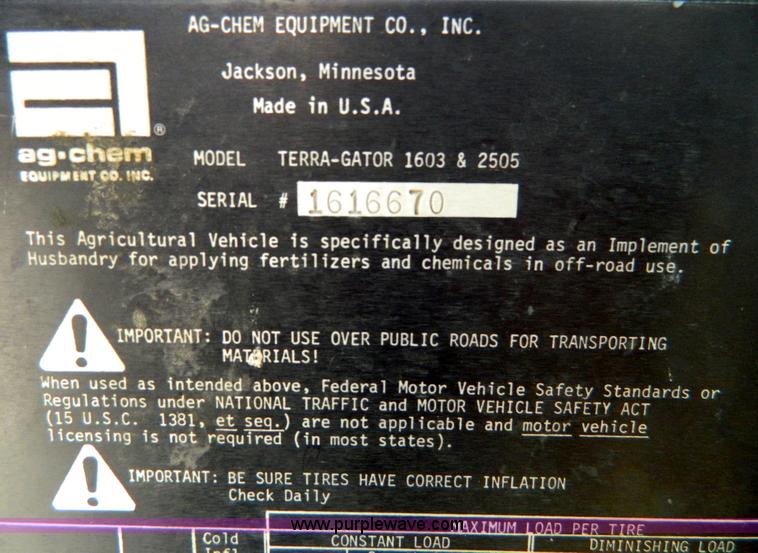 AG-CHEM EQUIPMENT CO., INC.
Jackson, Minnesota
Made in U.S.A.
®
ag·chem
EQUIPMENT CO. INC.
MODEL TERRA-GATOR 1603 & 2505
SERIAL # 1616670
This Agricultural Vehicle is specifically designed as an Implement of
Husbandry for applying fertilizers and chemicals in off-road use.
! IMPORTANT: DO NOT USE OVER PUBLIC ROADS FOR TRANSPORTING
MATERIALS!
When used as intended above, Federal Motor Vehicle Safety Standards or
Regulations under NATIONAL TRAFFIC and MOTOR VEHICLE SAFETY ACT
(15 U.S.C. 1381, et seq.) are not applicable and motor vehicle
licensing is not required (in most states).
! IMPORTANT: BE SURE TIRES HAVE CORRECT INFLATION
Check Daily
www.purplewave.com
MAXIMUM LOAD PER TIRE
Cold CONSTANT LOAD DIMINISHING LOAD
Infl